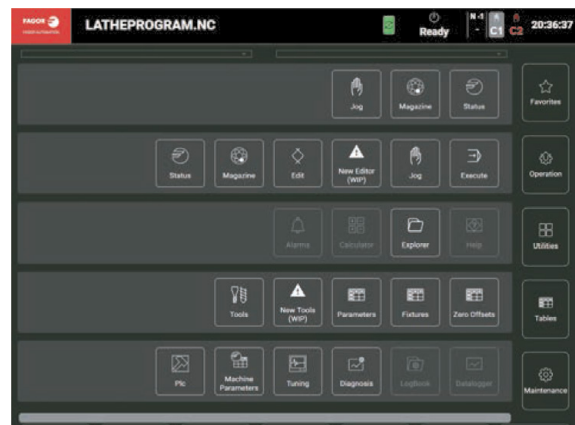 FAGOR
FAGOR AUTOMATION
LATHEPROGRAM.NC
Ready
N -1
-
C1
C2
20:36:37
Jog
Magazine
Status
Favorites
Status
Magazine
Edit
New Editor
(WIP)
Jog
Execute
Operation
Alarms
Calculator
Explorer
Help
Utilities
Tools
New Tools
(WIP)
Parameters
Fixtures
Zero Offsets
Tables
Plc
Machine
Parameters
Tuning
Diagnosis
LogBook
Datalogger
Maintenance